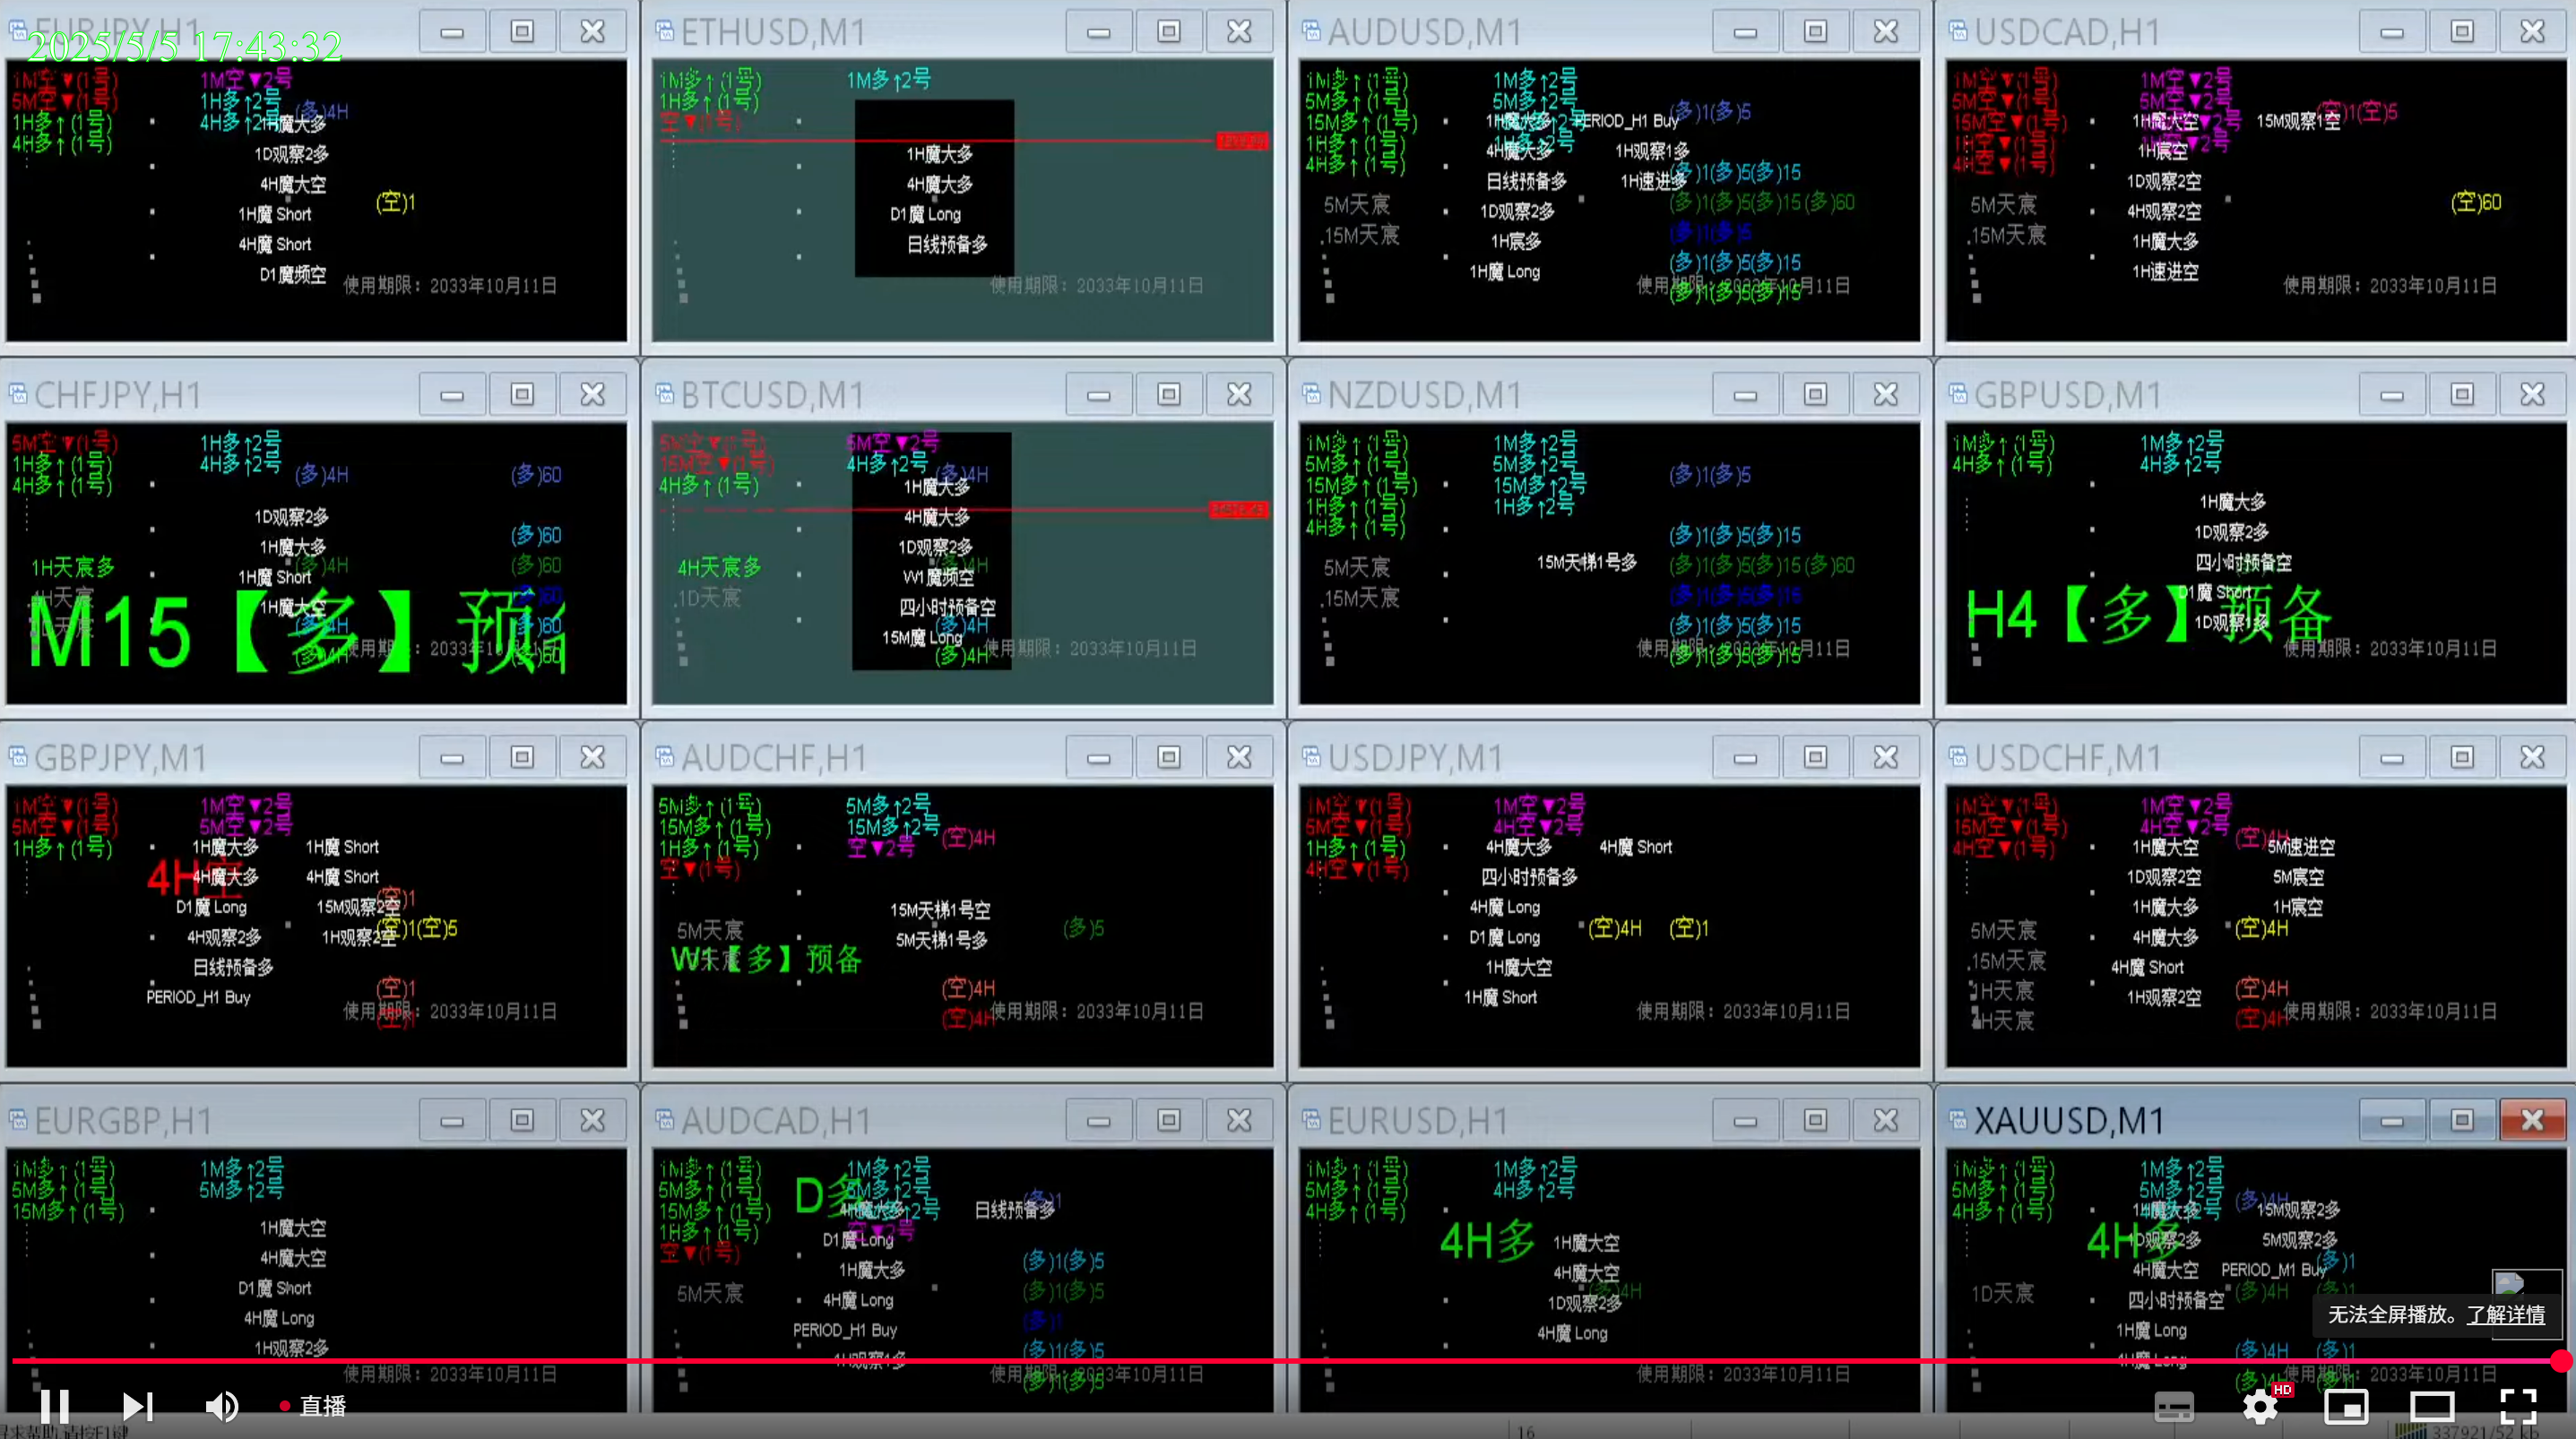 EURJPY,H1
2025/5/5 17:43:32
1M空▼(1号)
5M空▼(1号)
1H多↑(1号)
4H多↑(1号)
1M空▼2号
1H多↑2号
4H多↑2号
(多)4H
1H魔大多
1D观察2多
4H魔大空
(空)1
1H魔 Short
4H魔 Short
D1魔频空
使用期限：2033年10月11日
ETHUSD,M1
1M多↑(1号)
1H多↑(1号)
空▼(1号)
1M多↑2号
1H魔大多
4H魔大多
D1魔 Long
日线预备多
使用期限：2033年10月11日
AUDUSD,M1
1M多↑(1号)
5M多↑(1号)
15M多↑(1号)
1H多↑(1号)
4H多↑(1号)
1M多↑2号
5M多↑2号
1H多↑2号
1H魔大多
PERIOD_H1 Buy
(多)1(多)5
4H魔大多
1H观察1多
日线预备多
1H速进多
(多)1(多)5(多)15
5M天宸
1D观察2多
(多)1(多)5(多)15(多)60
.15M天宸
1H宸多
(多)1(多)5
1H魔 Long
(多)1(多)5(多)15
(多)1(多)5(多)15
USDCAD,H1
1M空▼(1号)
5M空▼(1号)
15M空▼(1号)
1H空▼(1号)
4H空▼(1号)
1M空▼2号
5M空▼2号
1H魔大空
15M观察1空
(空)1(空)5
1H宸空
1D观察2空
5M天宸
4H观察2空
(空)60
.15M天宸
1H魔大多
1H速进空
使用期限：2033年10月11日
CHFJPY,H1
5M空▼(1号)
1H多↑(1号)
4H多↑(1号)
1H多↑2号
4H多↑2号
(多)4H
(多)60
1D观察2多
(多)60
1H魔大多
1H天宸多
(多)4H
(多)60
1H魔 Short
1H魔大空
(多)60
M15【多】预
(多)4H
(多)60
(多)4H
(多)60
BTCUSD,M1
5M空▼(1号)
15M空▼(1号)
4H多↑(1号)
5M空▼2号
4H多↑2号
(多)4H
1H魔大多
4H魔大多
1D观察2多
4H天宸多
W1魔频空
.1D天宸
四小时预备空
15M魔 Long
(多)4H
使用期限：2033年10月11日
NZDUSD,M1
1M多↑(1号)
5M多↑(1号)
15M多↑(1号)
1H多↑(1号)
4H多↑(1号)
1M多↑2号
5M多↑2号
15M多↑2号
1H多↑2号
(多)1(多)5
(多)1(多)5(多)15
5M天宸
15M天梯1号多
(多)1(多)5(多)15(多)60
.15M天宸
(多)1(多)5(多)15
(多)1(多)5(多)15
(多)1(多)5(多)15
GBPUSD,M1
1M多↑(1号)
4H多↑(1号)
1M多↑2号
4H多↑2号
1H魔大多
1D观察2多
四小时预备空
D1魔 Short
H4【多】预备
使用期限：2033年10月11日
GBPJPY,M1
1M空▼(1号)
5M空▼(1号)
1H多↑(1号)
1M空▼2号
5M空▼2号
1H魔大多
1H魔 Short
4H空
4H魔大多
4H魔 Short
(空)1
D1魔 Long
15M观察2空
(空)1(空)5
4H观察2多
1H观察2空
日线预备多
PERIOD_H1 Buy
(空)1
(空)1
使用期限：2033年10月11日
AUDCHF,H1
5M多↑(1号)
15M多↑(1号)
1H多↑(1号)
空▼(1号)
5M多↑2号
15M多↑2号
空▼2号
(空)4H
15M天梯1号空
5M天宸
5M天梯1号多
(多)5
W1【多】预备
(空)4H
(空)4H
使用期限：2033年10月11日
USDJPY,M1
1M空▼(1号)
5M空▼(1号)
1H多↑(1号)
4H空▼(1号)
1M空▼2号
4H空▼2号
4H魔大多
4H魔 Short
四小时预备多
4H魔 Long
(空)4H
(空)1
D1魔 Long
1H魔大空
1H魔 Short
使用期限：2033年10月11日
USDCHF,M1
1M空▼(1号)
15M空▼(1号)
4H空▼(1号)
1M空▼2号
4H空▼2号
(空)4H
1H魔大空
5M速进空
1D观察2空
5M宸空
1H魔大多
1H宸空
5M天宸
4H魔大多
(空)4H
.15M天宸
4H魔 Short
1H天宸
1H观察2空
(空)4H
4H天宸
(空)4H
使用期限：2033年10月11日
EURGBP,H1
1M多↑(1号)
5M多↑(1号)
15M多↑(1号)
1M多↑2号
5M多↑2号
1H魔大空
4H魔大空
D1魔 Short
4H魔 Long
1H观察2多
使用期限：2033年10月11日
AUDCAD,H1
1M多↑(1号)
5M多↑(1号)
15M多↑(1号)
1H多↑(1号)
空▼(1号)
1M多↑2号
5M多↑2号
空▼2号
D多
(多)1
4H魔大多
日线预备多
D1魔 Long
(多)1(多)5
1H魔大多
5M天宸
(多)1(多)5
4H魔 Long
(多)1
PERIOD_H1 Buy
(多)1(多)5
1H观察1多
(多)1(多)5
EURUSD,H1
1M多↑(1号)
5M多↑(1号)
4H多↑(1号)
1M多↑2号
4H多↑2号
4H多
1H魔大空
4H魔大空
(多)4H
1D观察2多
4H魔 Long
使用期限：2033年10月11日
XAUUSD,M1
1M多↑(1号)
5M多↑(1号)
4H多↑(1号)
1M多↑2号
5M多↑2号
(多)4H
1H魔大多
15M观察2多
4H多
1D观察2多
5M观察2多
4H魔大空
PERIOD_M1 Buy
(多)1
1D天宸
四小时预备空
(多)4H
无法全屏播放。了解详情
1H魔 Long
(多)4H
(多)1
使用期限：2033年10月11日
直播
HD
16
337921/52 kb